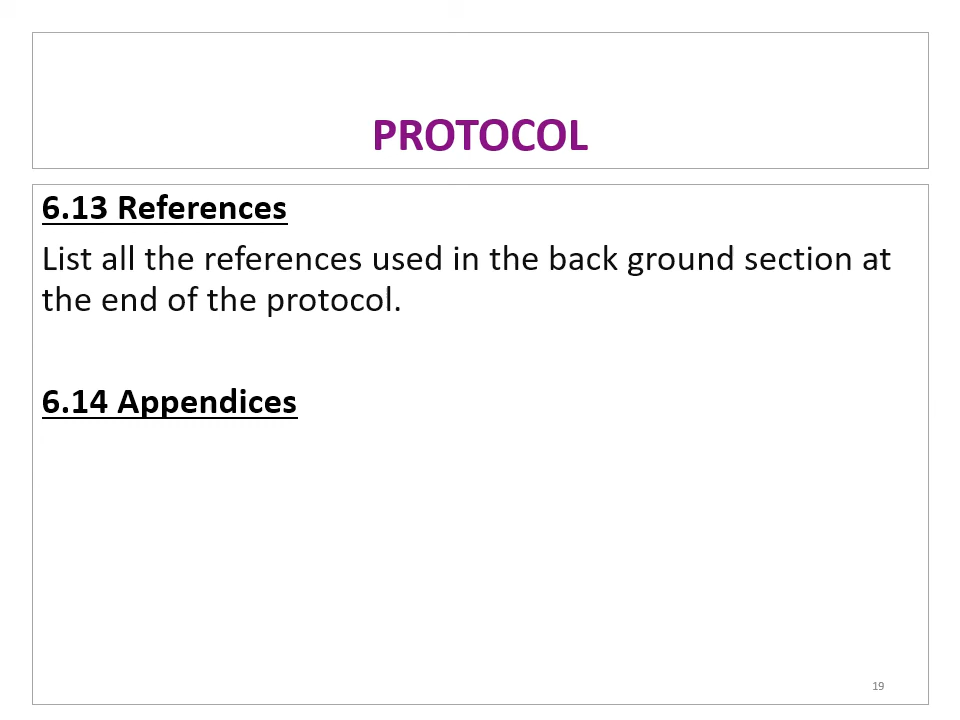 PROTOCOL
6.13 References
List all the references used in the back ground section at
the end of the protocol.
6.14 Appendices
19